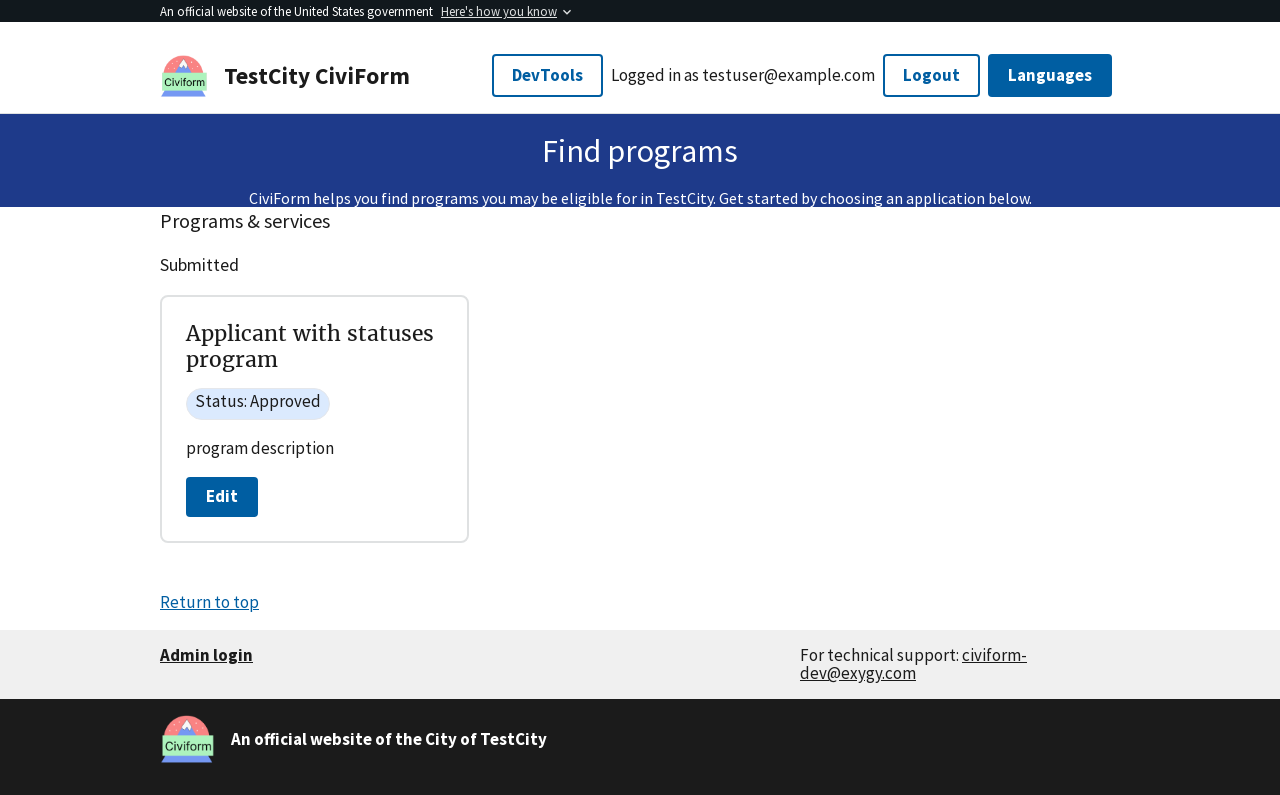 An official website of the United States government Here's how you know
Civiform
TestCity CiviForm
DevTools
Logged in as testuser@example.com
Logout
Languages
Find programs
CiviForm helps you find programs you may be eligible for in TestCity. Get started by choosing an application below.
Programs & services
Submitted
Applicant with statuses
program
Status: Approved
program description
Edit
Return to top
Admin login
For technical support: civiform-
dev@exygy.com
Civiform
An official website of the City of TestCity